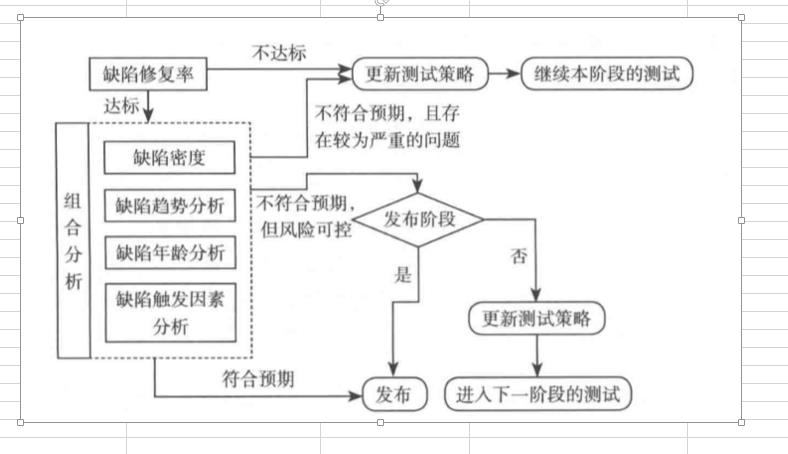 缺陷修复率
不达标
更新测试策略
继续本阶段的测试
达标
不符合预期，且存
在较为严重的问题
组合分析
缺陷密度
缺陷趋势分析
缺陷年龄分析
缺陷触发因素
分析
不符合预期，
但风险可控
发布阶段
是
否
更新测试策略
符合预期
发布
进入下一阶段的测试